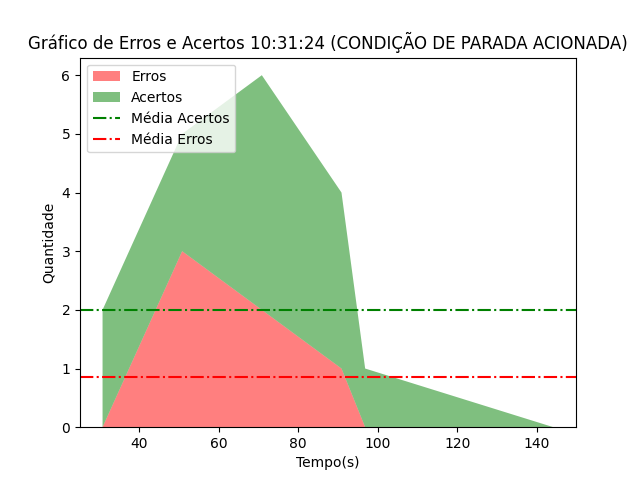 Gráfico de Erros e Acertos 10:31:24 (CONDIÇÃO DE PARADA ACIONADA)
Erros
Acertos
Média Acertos
Média Erros
Quantidade
6
5
4
3
2
1
0
40 60 80 100 120 140
Tempo(s)